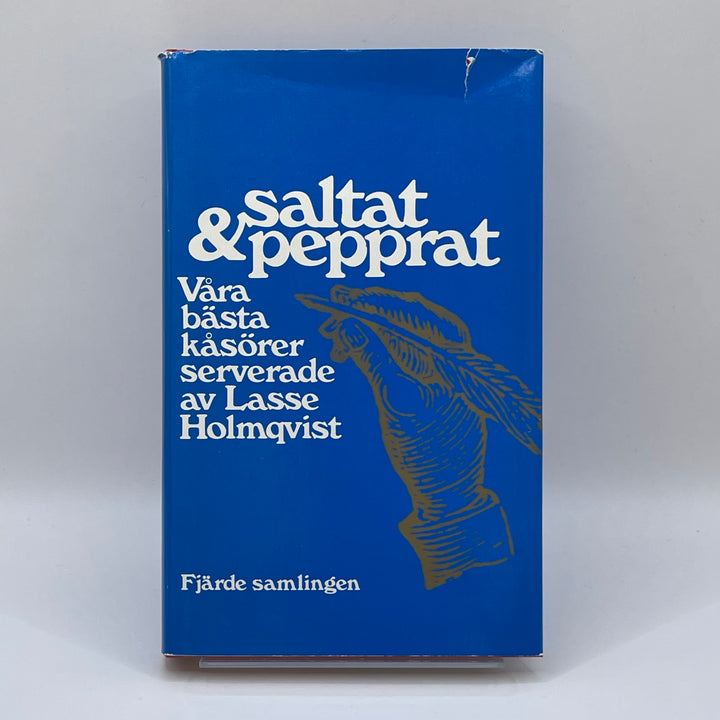 saltat
& pepprat
Våra
bästa
kåsörer
serverade
av Lasse
Holmqvist
Fjärde samlingen